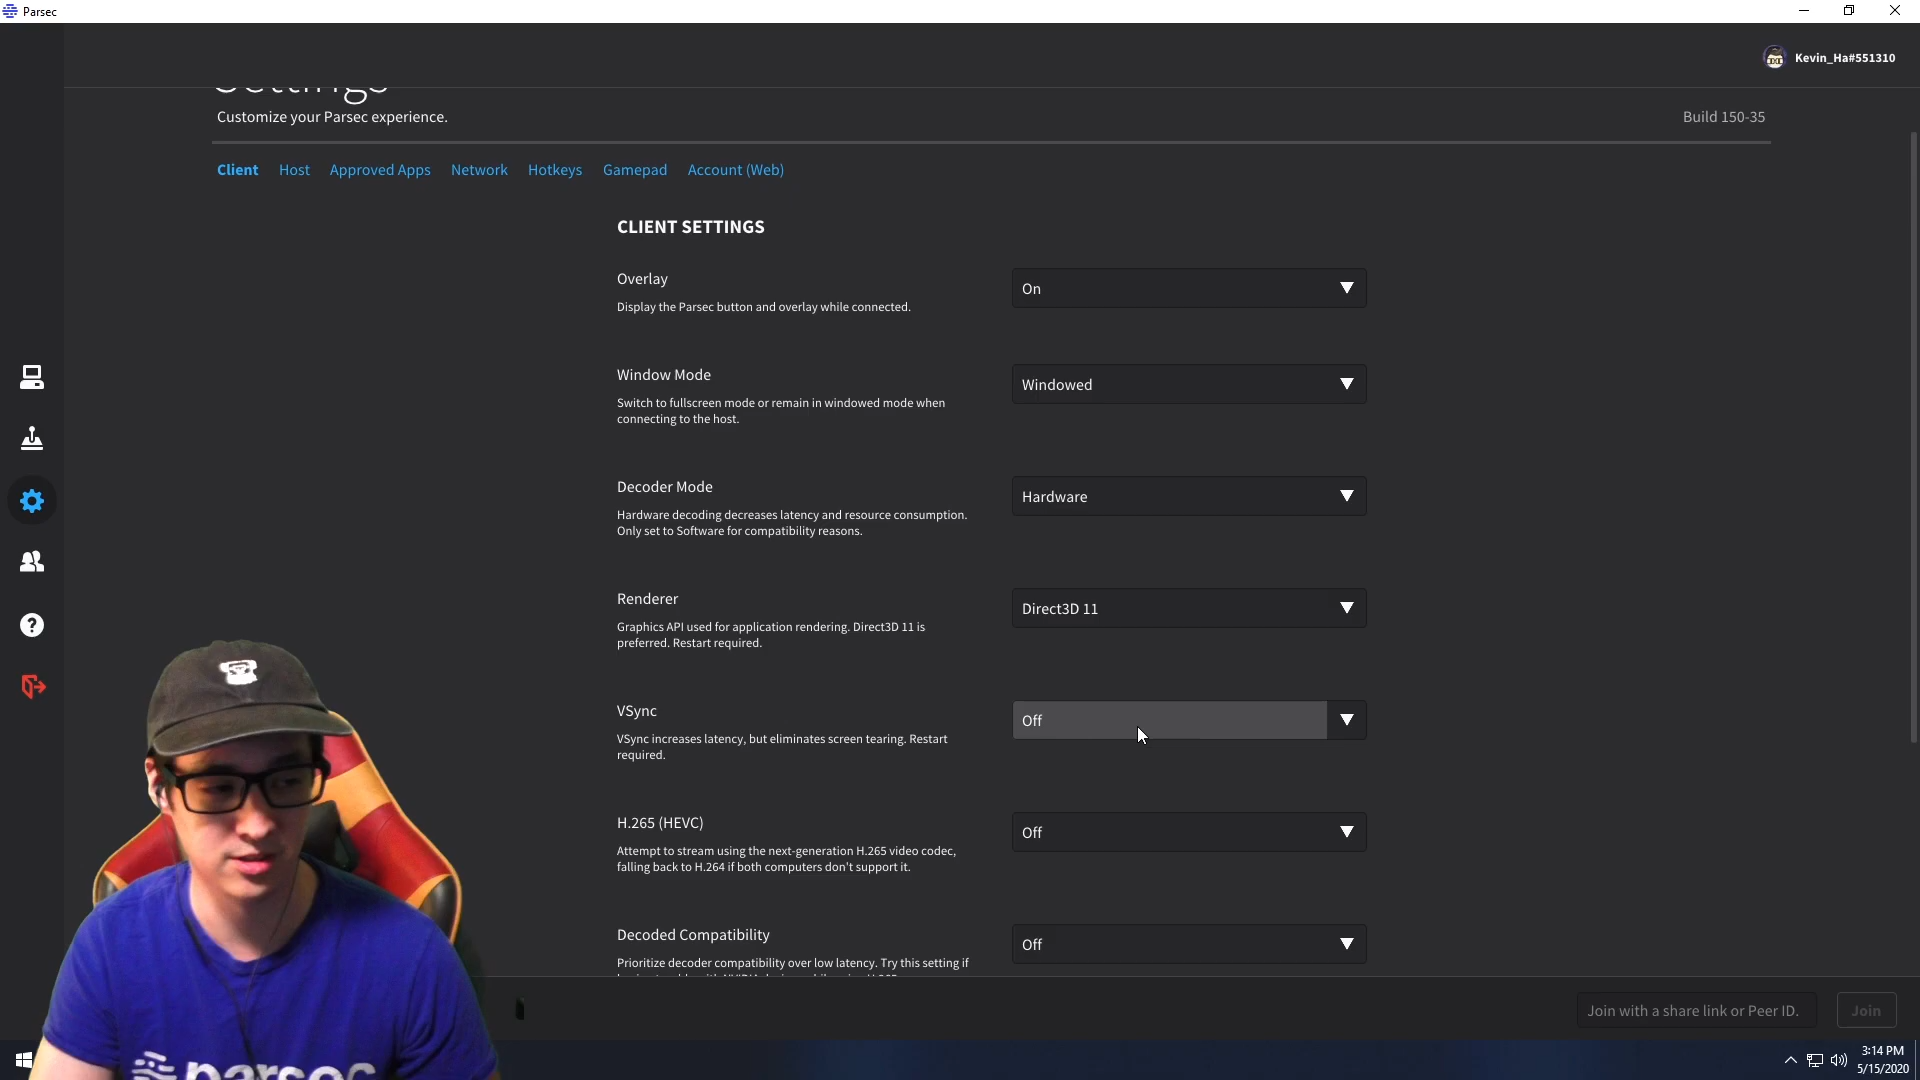 Parsec
Kevin_Ha#551310
Settings
Customize your Parsec experience.
Build 150-35
Client Host Approved Apps Network Hotkeys Gamepad Account (Web)
CLIENT SETTINGS
Overlay
On
Display the Parsec button and overlay while connected.
Window Mode
Windowed
Switch to fullscreen mode or remain in windowed mode when
connecting to the host.
Decoder Mode
Hardware
Hardware decoding decreases latency and resource consumption.
Only set to Software for compatibility reasons.
Renderer
Direct3D 11
Graphics API used for application rendering. Direct3D 11 is
preferred. Restart required.
VSync
Off
VSync increases latency, but eliminates screen tearing. Restart
required.
H.265 (HEVC)
Off
Attempt to stream using the next-generation H.265 video codec,
falling back to H.264 if both computers don't support it.
Decoded Compatibility
Off
Prioritize decoder compatibility over low latency. Try this setting if
Join with a share link or Peer ID.
Join
parsec
3:14 PM
5/15/2020